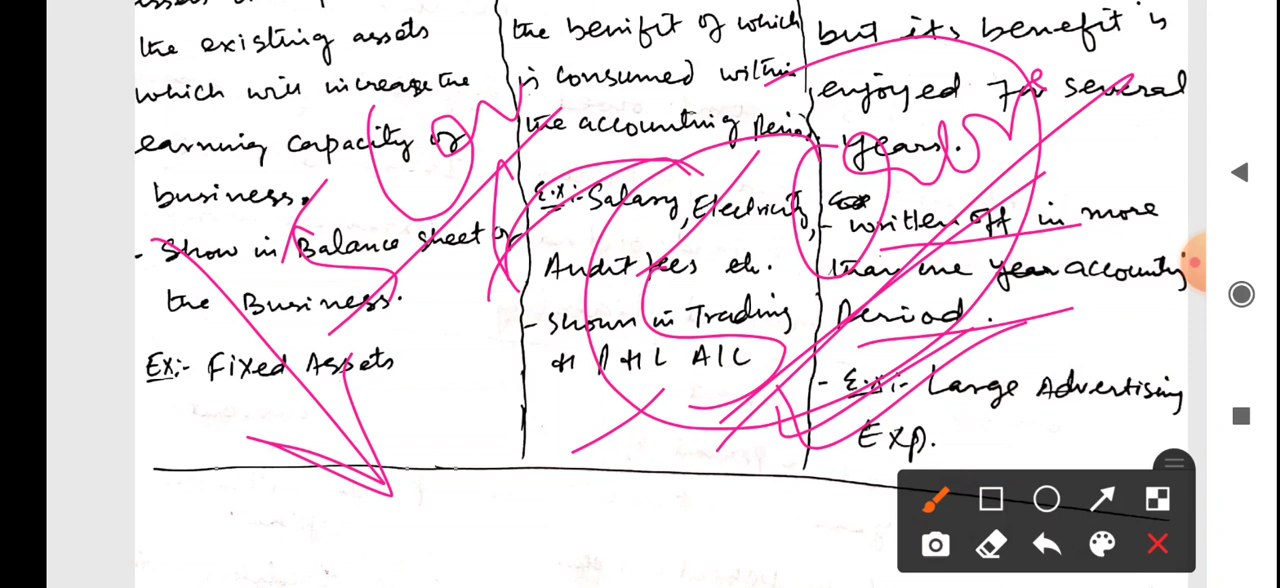 the existing assets
which will increase the
earning capacity of
business.
- Show in Balance sheet of
the Business.
Ex:- Fixed Assets
the benifit of which
is consumed within
the accounting Period.
Ex:- Salary, Electricity,
Audit fees etc.
- Shown in Trading
& P & L A/C
but its benefit is
enjoyed for several
years.
- written off in more
than one accounting
Period.
- Ex:- Large Advertising
Exp.